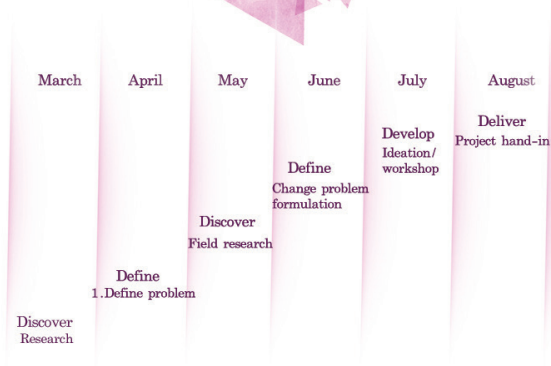 March April May June July August
Deliver
Project hand-in
Develop
Ideation/
workshop
Define
Change problem
formulation
Discover
Field research
Define
1.Define problem
Discover
Research